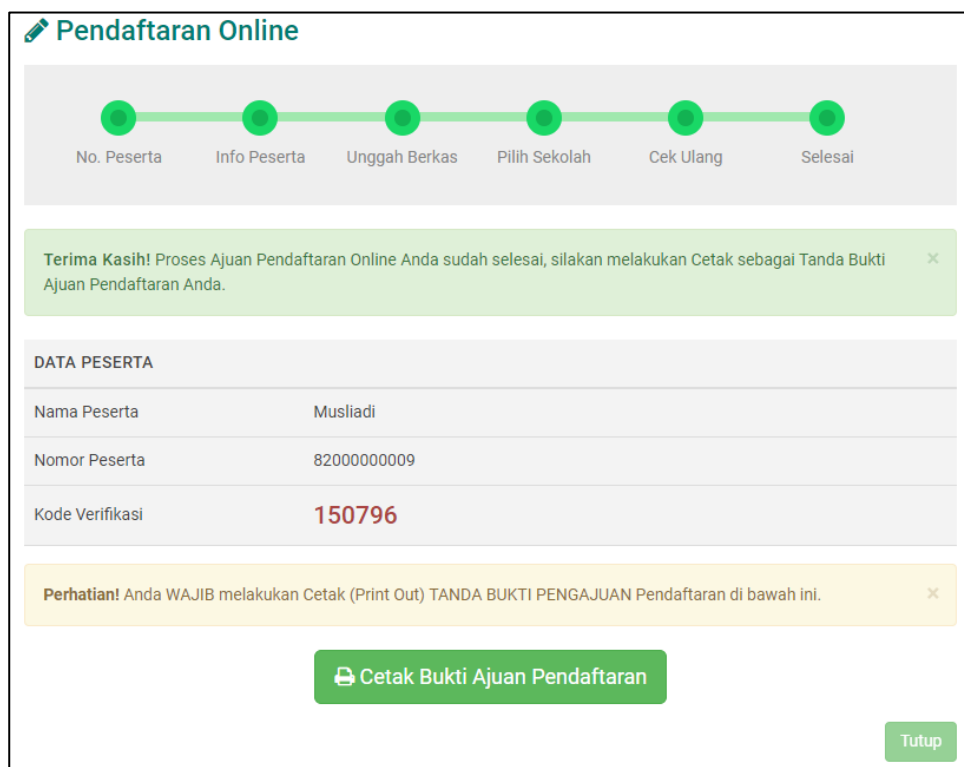 Pendaftaran Online
No. Peserta Info Peserta Unggah Berkas Pilih Sekolah Cek Ulang Selesai
Terima Kasih! Proses Ajuan Pendaftaran Online Anda sudah selesai, silakan melakukan Cetak sebagai Tanda Bukti
Ajuan Pendaftaran Anda.
×
DATA PESERTA
Nama Peserta Musliadi
Nomor Peserta 82000000009
Kode Verifikasi 150796
Perhatian! Anda WAJIB melakukan Cetak (Print Out) TANDA BUKTI PENGAJUAN Pendaftaran di bawah ini.
×
Cetak Bukti Ajuan Pendaftaran
Tutup